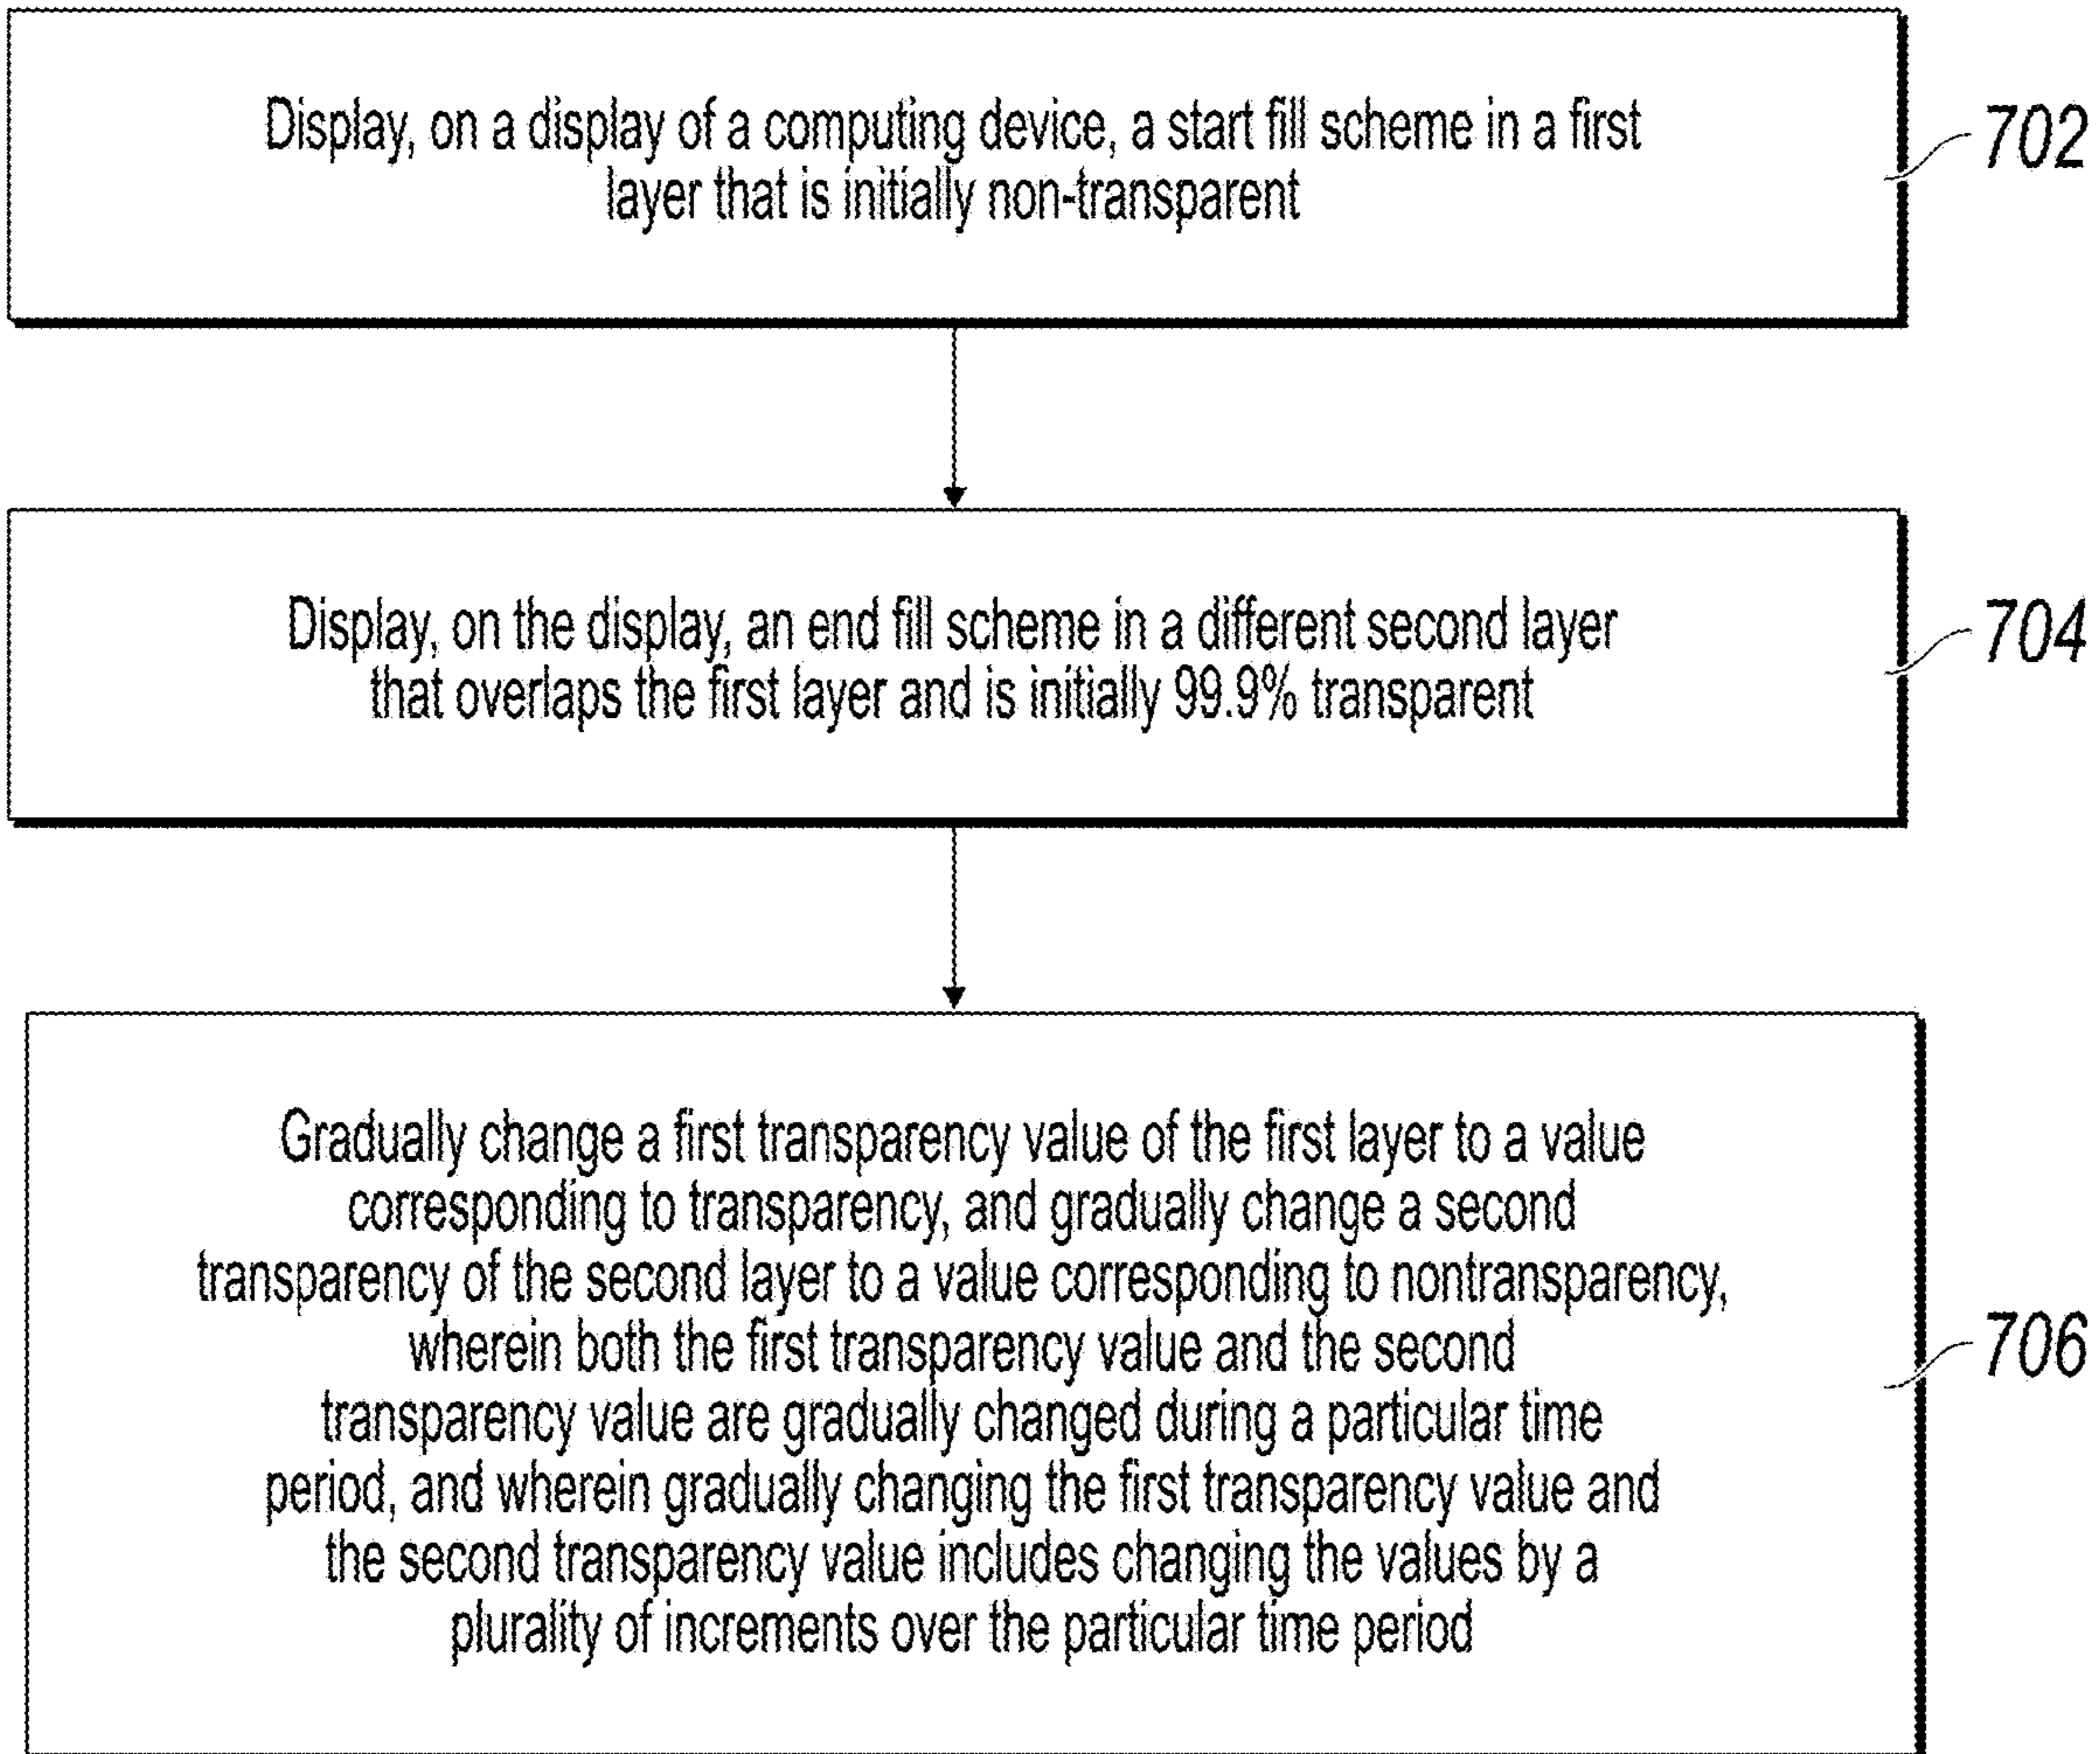 Display, on a display of a computing device, a start fill scheme in a first
layer that is initially non-transparent
702
Display, on the display, an end fill scheme in a different second layer
that overlaps the first layer and is initially 99.9% transparent
704
Gradually change a first transparency value of the first layer to a value
corresponding to transparency, and gradually change a second
transparency of the second layer to a value corresponding to nontransparency,
wherein both the first transparency value and the second
transparency value are gradually changed during a particular time
period, and wherein gradually changing the first transparency value and
the second transparency value includes changing the values by a
plurality of increments over the particular time period
706